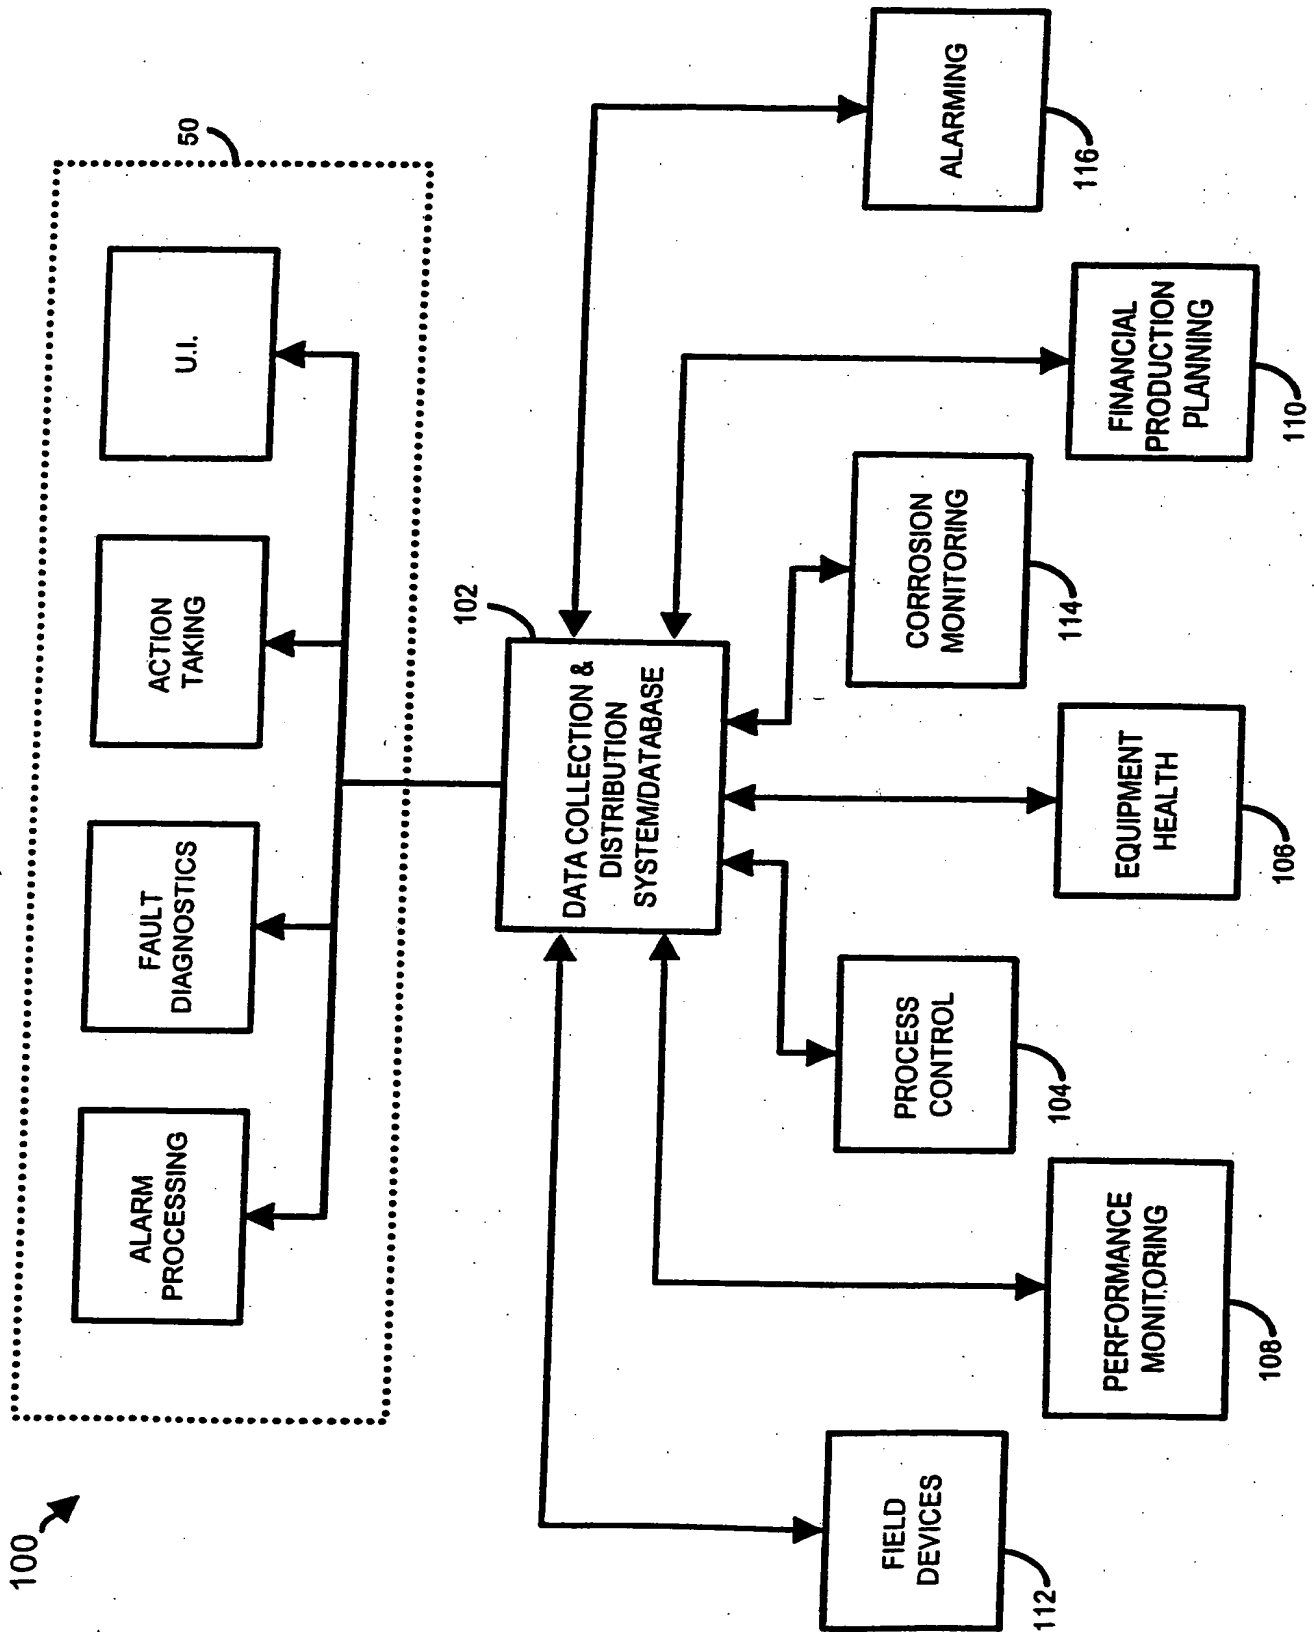 100
50
ALARM
PROCESSING
FAULT
DIAGNOSTICS
ACTION
TAKING
U.I.
102
DATA COLLECTION &
DISTRIBUTION
SYSTEM/DATABASE
FIELD
DEVICES
112
PERFORMANCE
MONITORING
108
PROCESS
CONTROL
104
EQUIPMENT
HEALTH
106
CORROSION
MONITORING
114
FINANCIAL
PRODUCTION
PLANNING
110
ALARMING
116